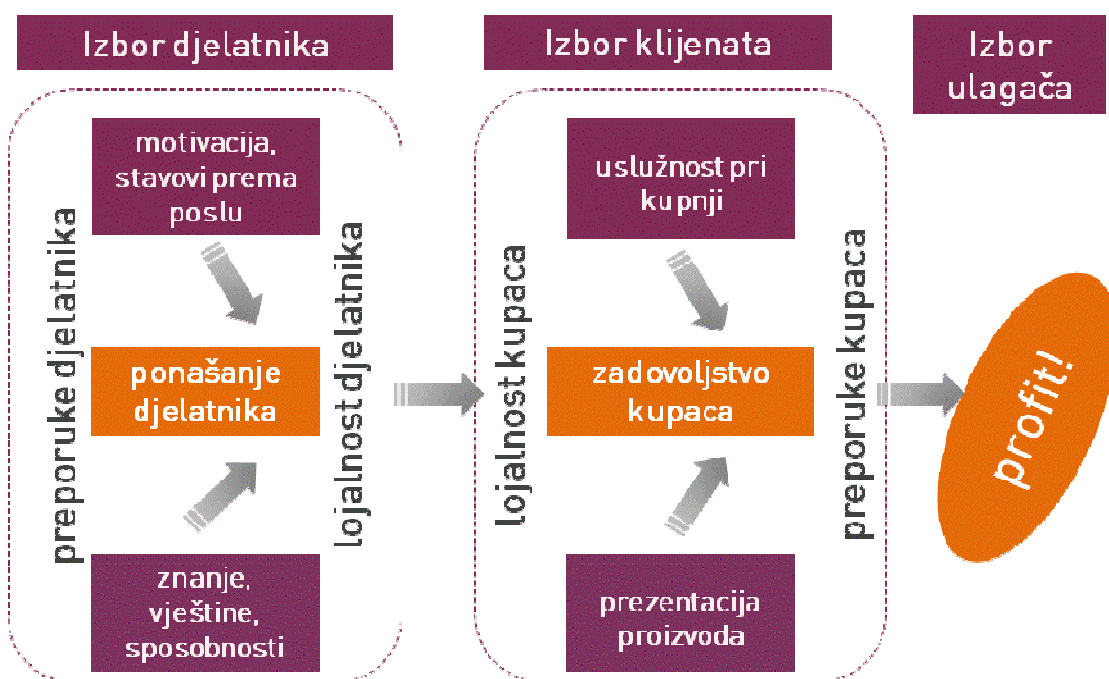 Izbor djelatnika
Izbor klijenata
Izbor
ulagača
preporuke djelatnika
motivacija,
stavovi prema
poslu
ponašanje
djelatnika
znanje,
vještine,
sposobnosti
lojalnost djelatnika
lojalnost kupaca
uslužnost pri
kupnji
zadovoljstvo
kupaca
prezentacija
proizvoda
preporuke kupaca
profit!